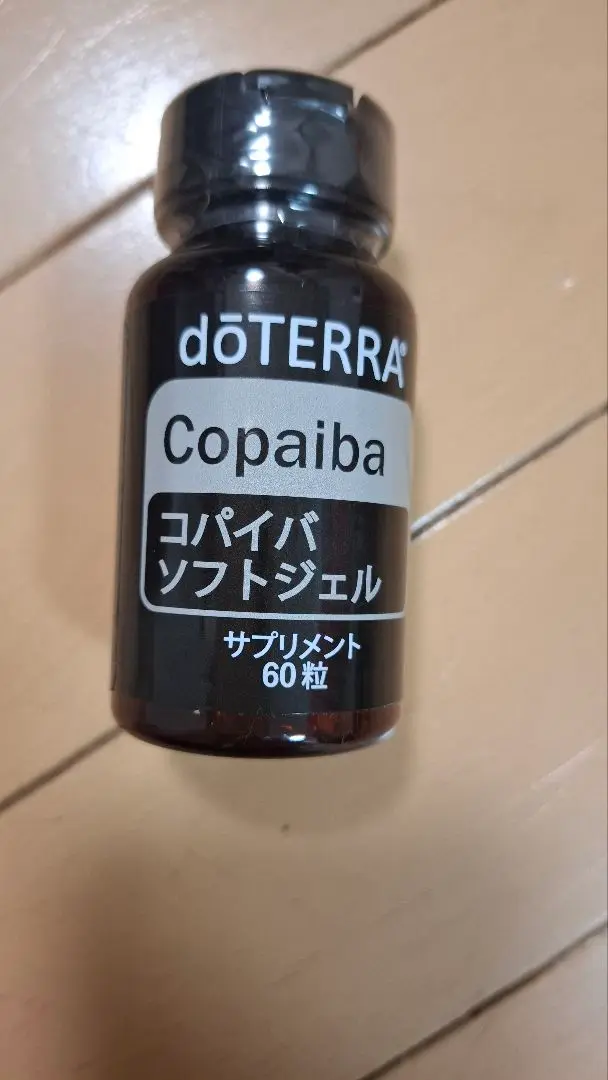 dōTERRA®
Copaiba
コパイバ
ソフトジェル
サプリメント
60粒